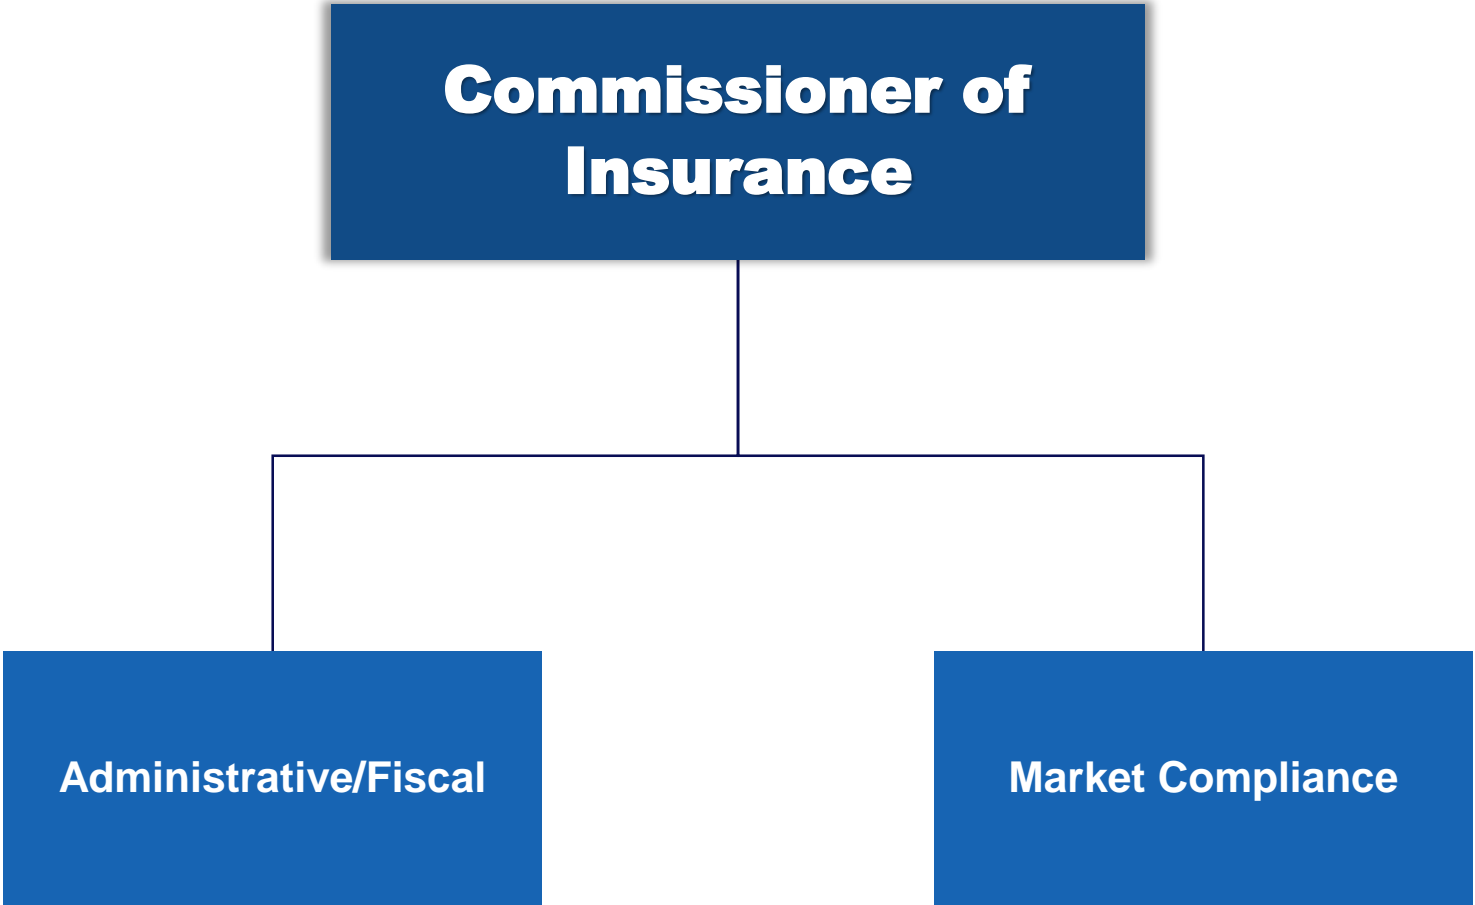 Commissioner of
Insurance
Administrative/Fiscal
Market Compliance